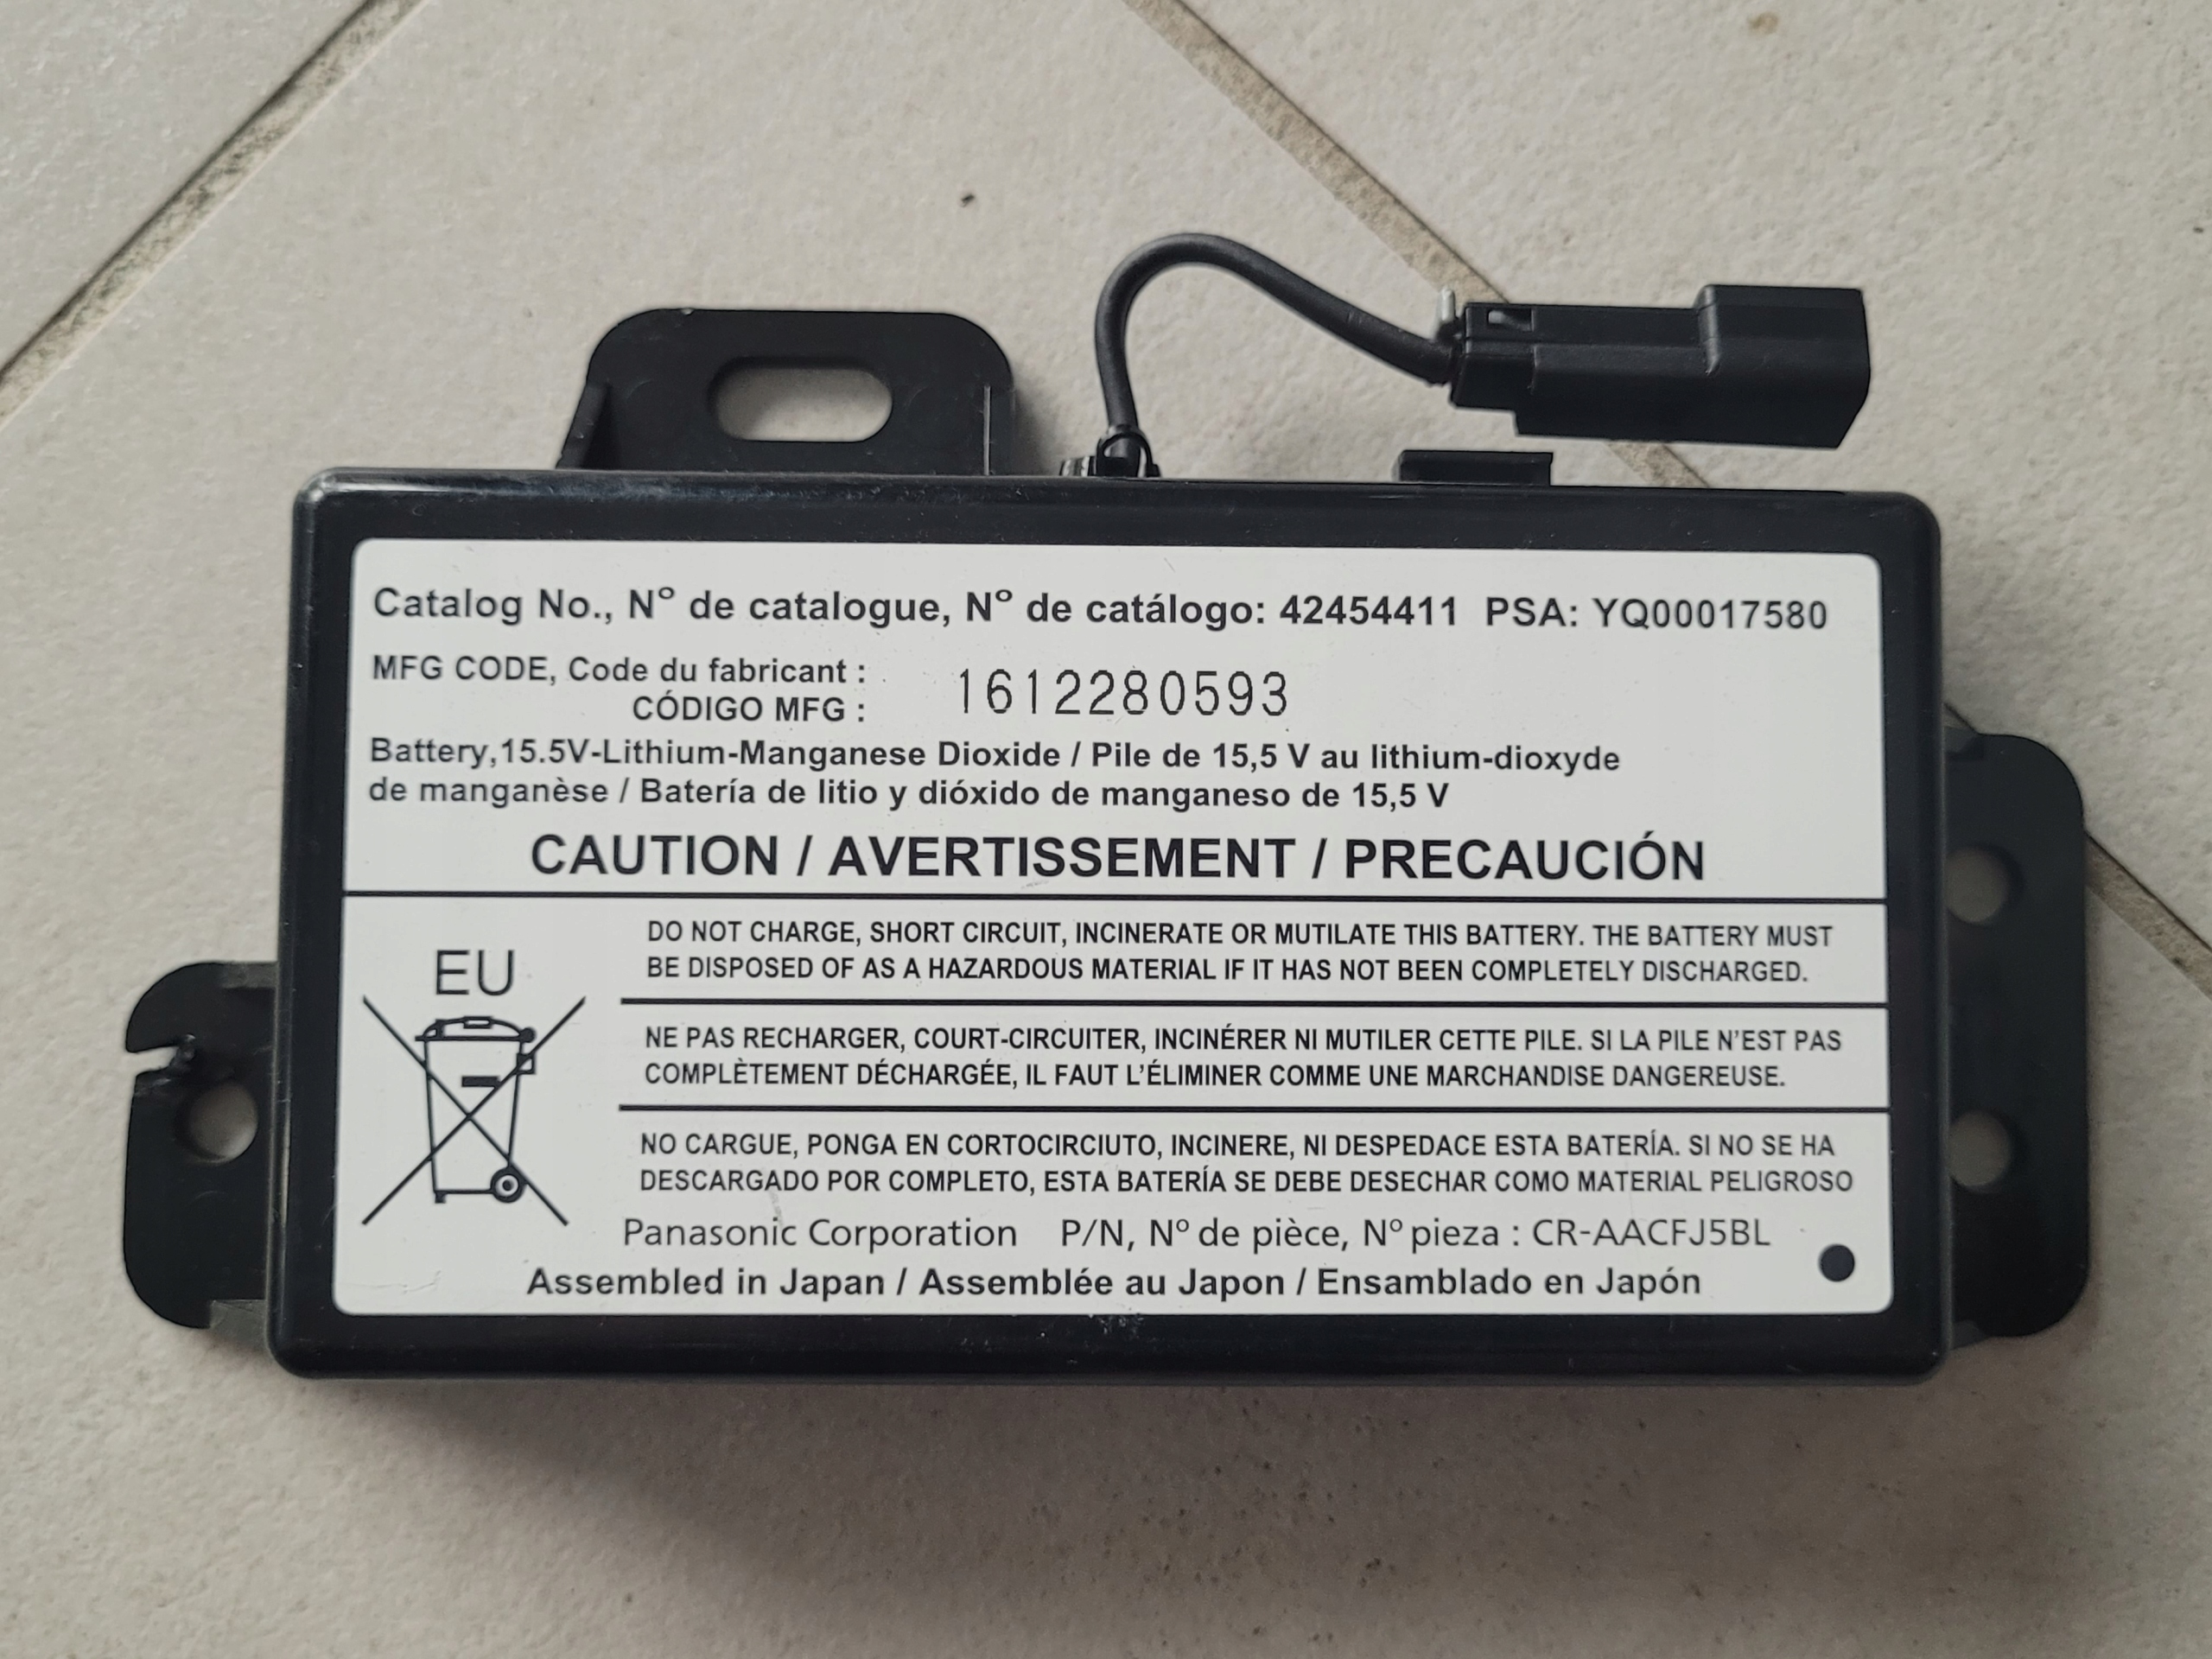 Catalog No., Nº de catalogue, Nº de catálogo: 42454411 PSA: YQ00017580
MFG CODE, Code du fabricant :
CÓDIGO MFG :
1612280593
Battery,15.5V-Lithium-Manganese Dioxide / Pile de 15,5 V au lithium-dioxyde
de manganèse / Batería de litio y dióxido de manganeso de 15,5 V
CAUTION / AVERTISSEMENT / PRECAUCIÓN
EU
DO NOT CHARGE, SHORT CIRCUIT, INCINERATE OR MUTILATE THIS BATTERY. THE BATTERY MUST
BE DISPOSED OF AS A HAZARDOUS MATERIAL IF IT HAS NOT BEEN COMPLETELY DISCHARGED.
NE PAS RECHARGER, COURT-CIRCUITER, INCINÉRER NI MUTILER CETTE PILE. SI LA PILE N'EST PAS
COMPLÈTEMENT DÉCHARGÉE, IL FAUT L'ÉLIMINER COMME UNE MARCHANDISE DANGEREUSE.
NO CARGUE, PONGA EN CORTOCIRCIUTO, INCINERE, NI DESPEDACE ESTA BATERÍA. SI NO SE HA
DESCARGADO POR COMPLETO, ESTA BATERÍA SE DEBE DESECHAR COMO MATERIAL PELIGROSO
Panasonic Corporation P/N, Nº de pièce, Nº pieza : CR-AACFJ5BL
Assembled in Japan / Assemblée au Japon / Ensamblado en Japón